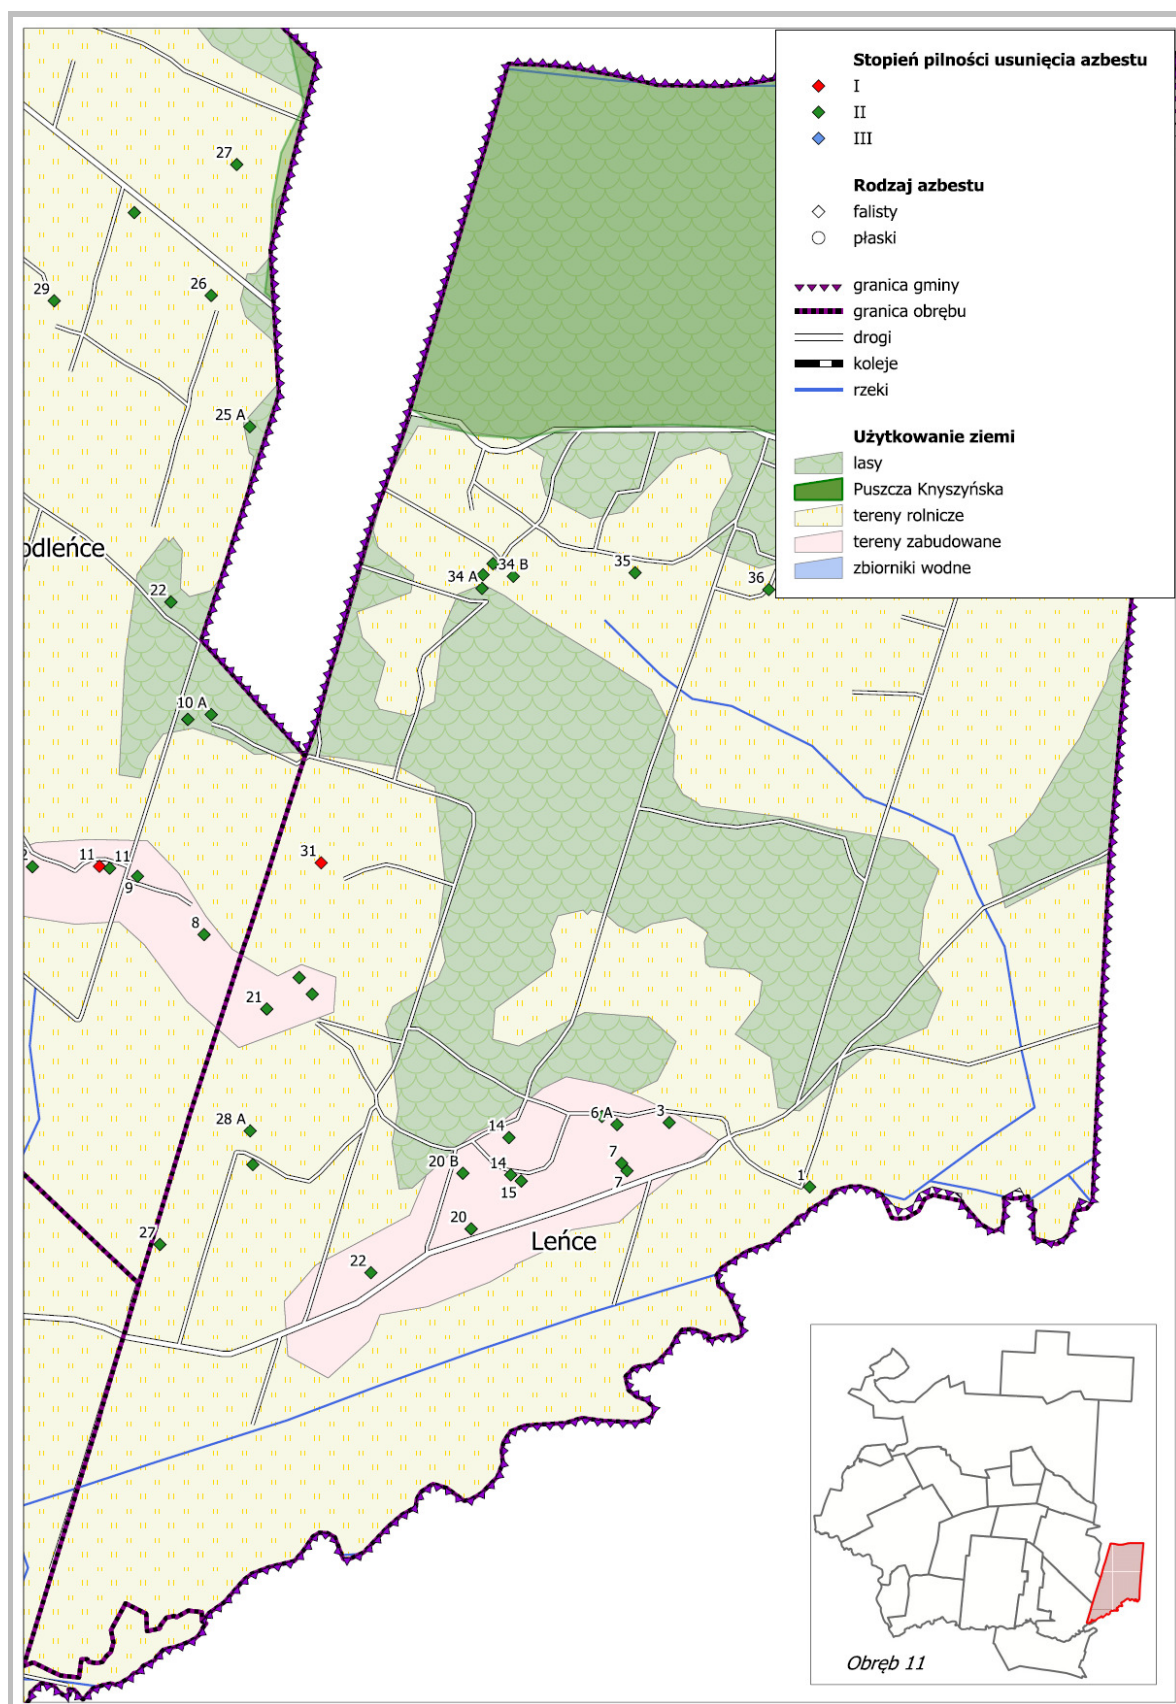 Stopień pilności usunięcia azbestu
I
II
III
Rodzaj azbestu
falisty
płaski
granica gminy
granica obrębu
drogi
koleje
rzeki
Użytkowanie ziemi
lasy
Puszcza Knyszyńska
tereny rolnicze
tereny zabudowane
zbiorniki wodne
27
26
29
25 A
odleńce
22
34 A
34 B
35
36
10 A
11
11
9
31
8
21
28 A
27
14
6 A
3
14
7
20 B
15
7
1
20
Leńce
22
Obręb 11